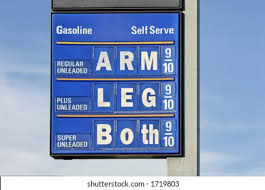 Gasoline Self Serve
REGULAR UNLEADED ARM 9/10
PLUS UNLEADED LEG 9/10
SUPER UNLEADED Both 9/10
shutterstock.com · 1719803